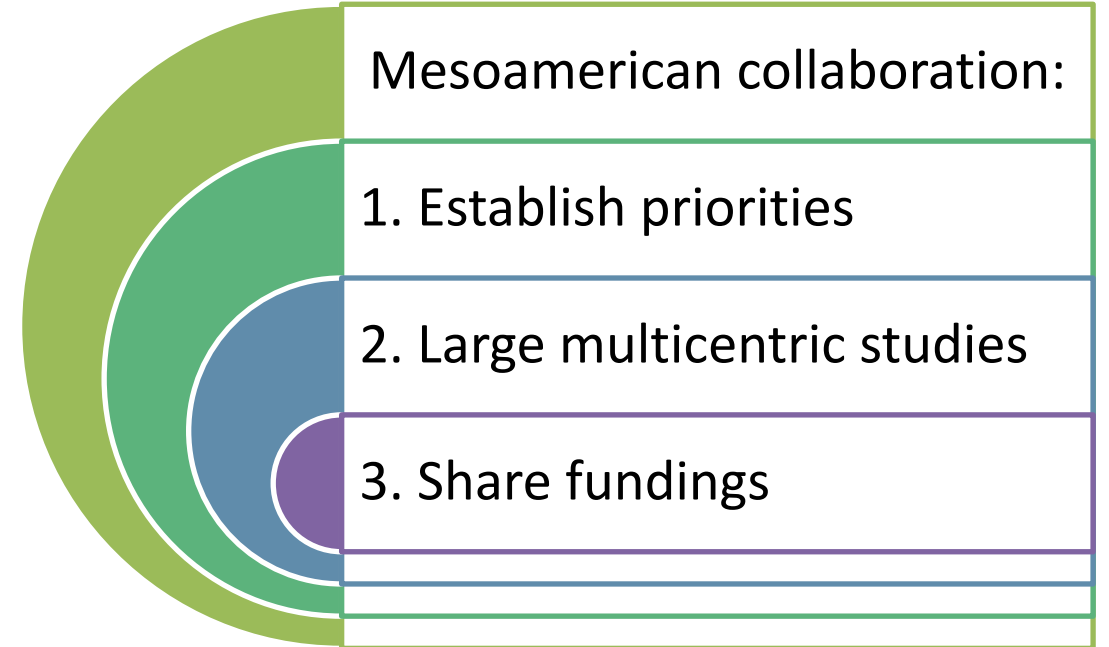 Mesoamerican collaboration:
1. Establish priorities
2. Large multicentric studies
3. Share fundings